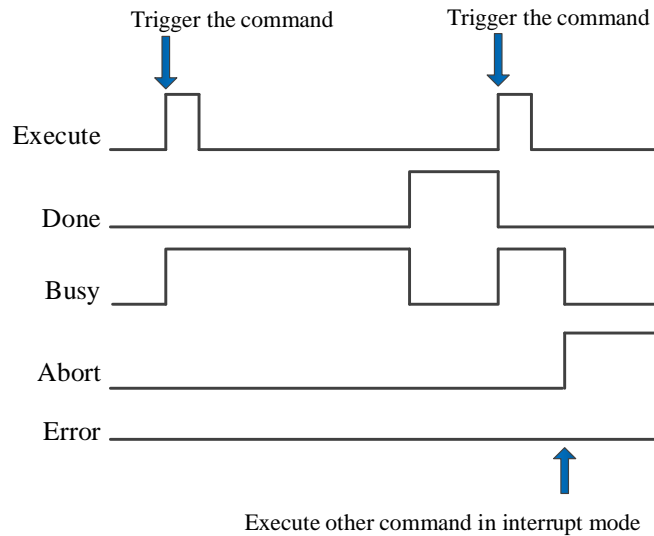 Trigger the command
Trigger the command
Execute
Done
Busy
Abort
Error
Execute other command in interrupt mode